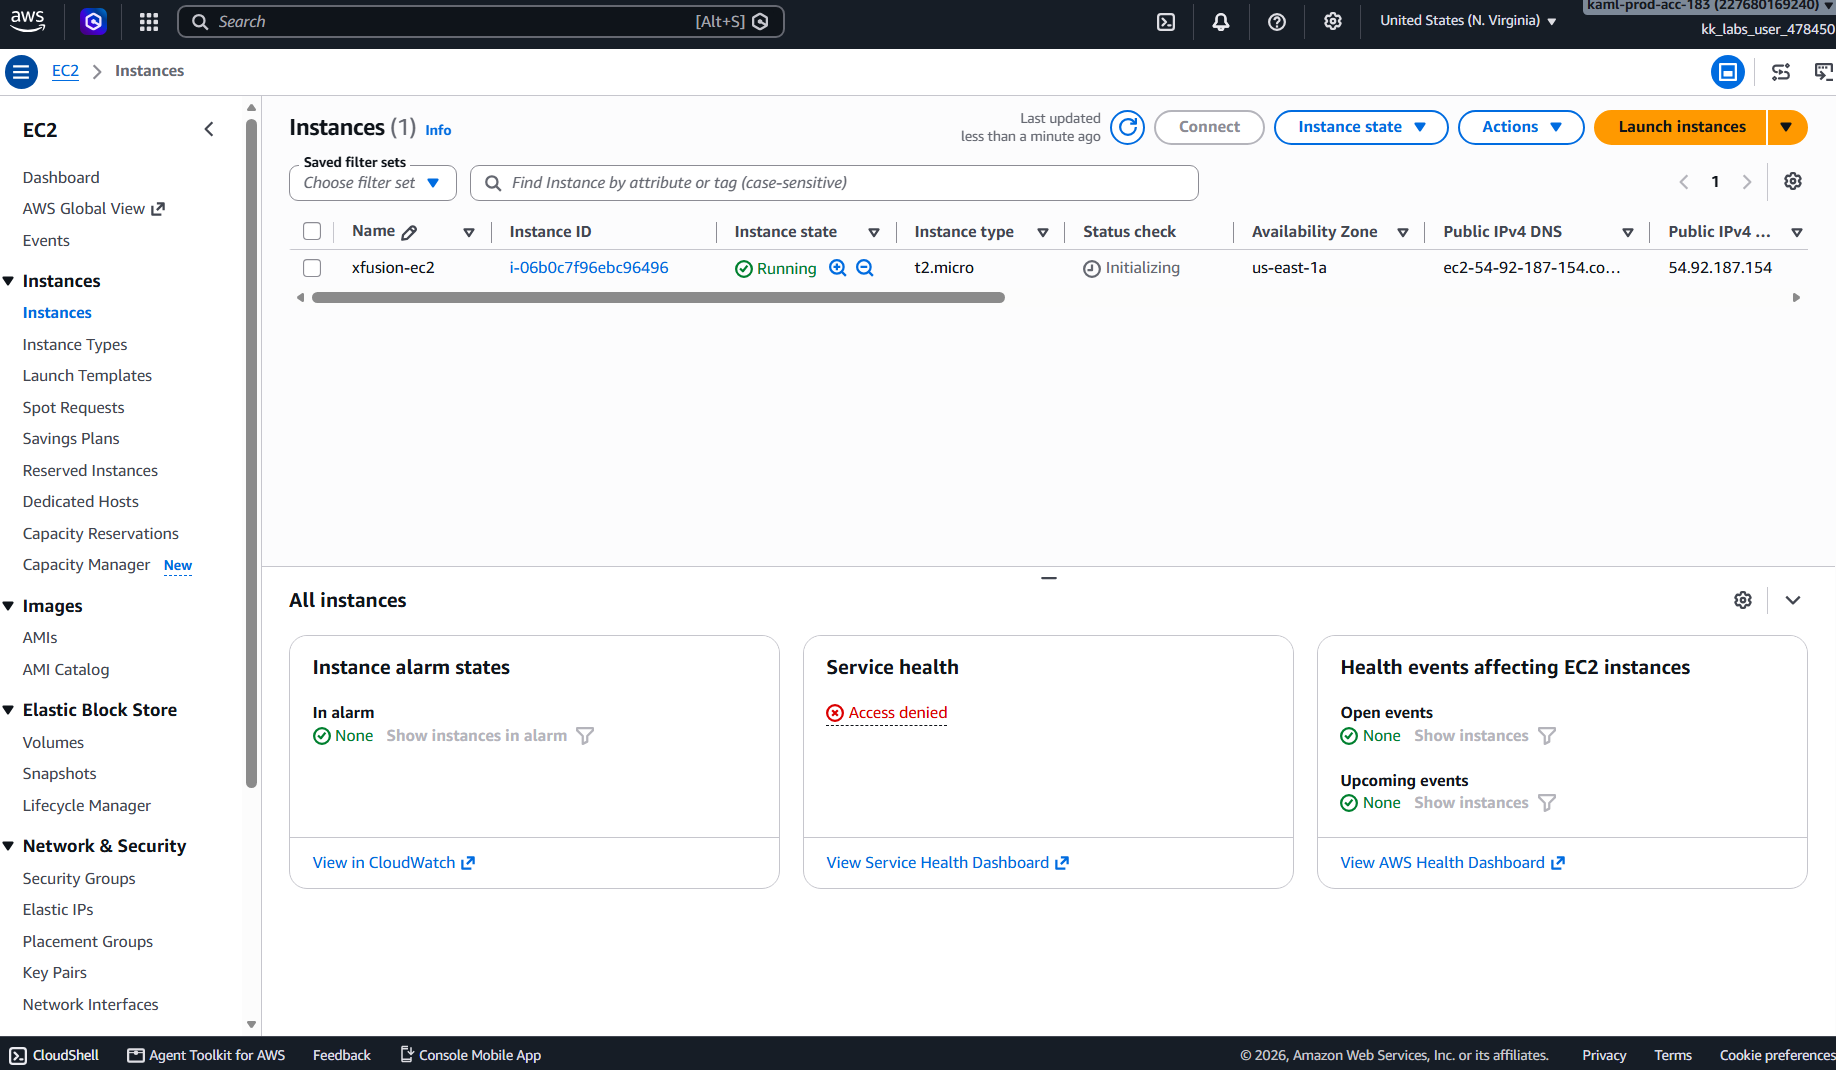 aws
Search
[Alt+S]
United States (N. Virginia)
kaml-prod-acc-183 (227680169240)
kk_labs_user_478450
EC2
Instances
EC2
Dashboard
AWS Global View
Events
Instances
Instances
Instance Types
Launch Templates
Spot Requests
Savings Plans
Reserved Instances
Dedicated Hosts
Capacity Reservations
Capacity Manager New
Images
AMIs
AMI Catalog
Elastic Block Store
Volumes
Snapshots
Lifecycle Manager
Network & Security
Security Groups
Elastic IPs
Placement Groups
Key Pairs
Network Interfaces
Instances (1) Info
Last updated
less than a minute ago
Connect
Instance state
Actions
Launch instances
Saved filter sets
Choose filter set
Find Instance by attribute or tag (case-sensitive)
1
Name Instance ID Instance state Instance type Status check Availability Zone Public IPv4 DNS Public IPv4 ...
xfusion-ec2 i-06b0c7f96ebc96496 Running t2.micro Initializing us-east-1a ec2-54-92-187-154.co... 54.92.187.154
All instances
Instance alarm states
In alarm
None Show instances in alarm
View in CloudWatch
Service health
Access denied
View Service Health Dashboard
Health events affecting EC2 instances
Open events
None Show instances
Upcoming events
None Show instances
View AWS Health Dashboard
CloudShell
Agent Toolkit for AWS
Feedback
Console Mobile App
© 2026, Amazon Web Services, Inc. or its affiliates.
Privacy
Terms
Cookie preferences